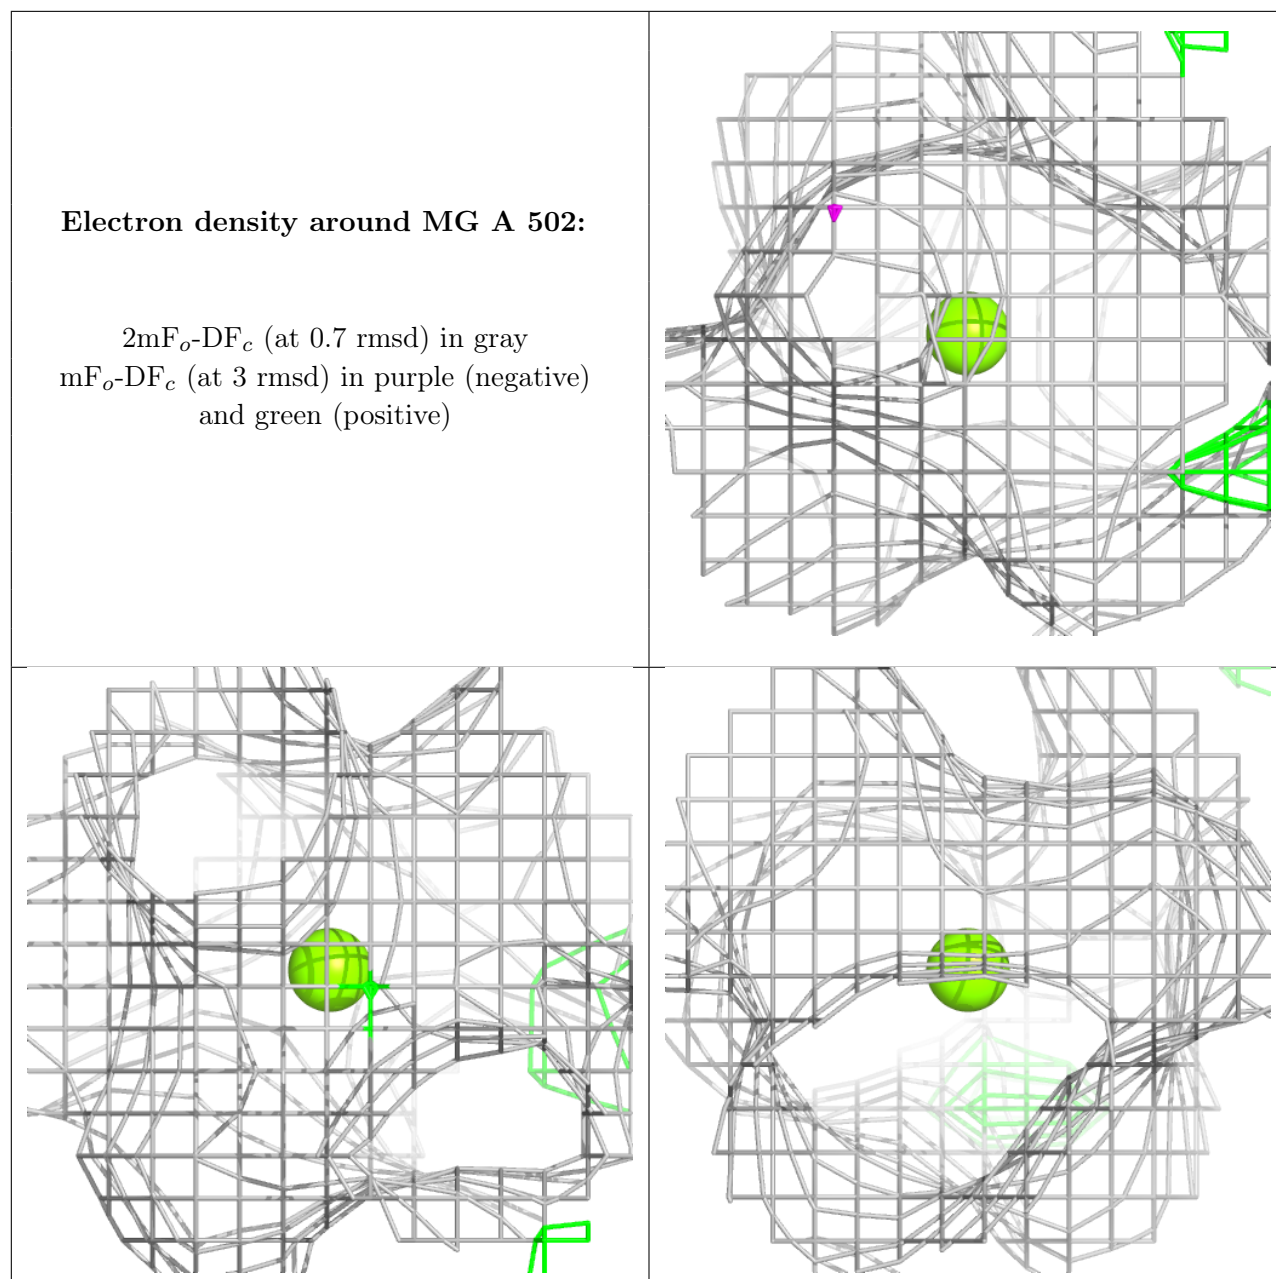 Electron density around MG A 502:
2mFₒ-DF𝑐 (at 0.7 rmsd) in gray
mFₒ-DF𝑐 (at 3 rmsd) in purple (negative)
and green (positive)